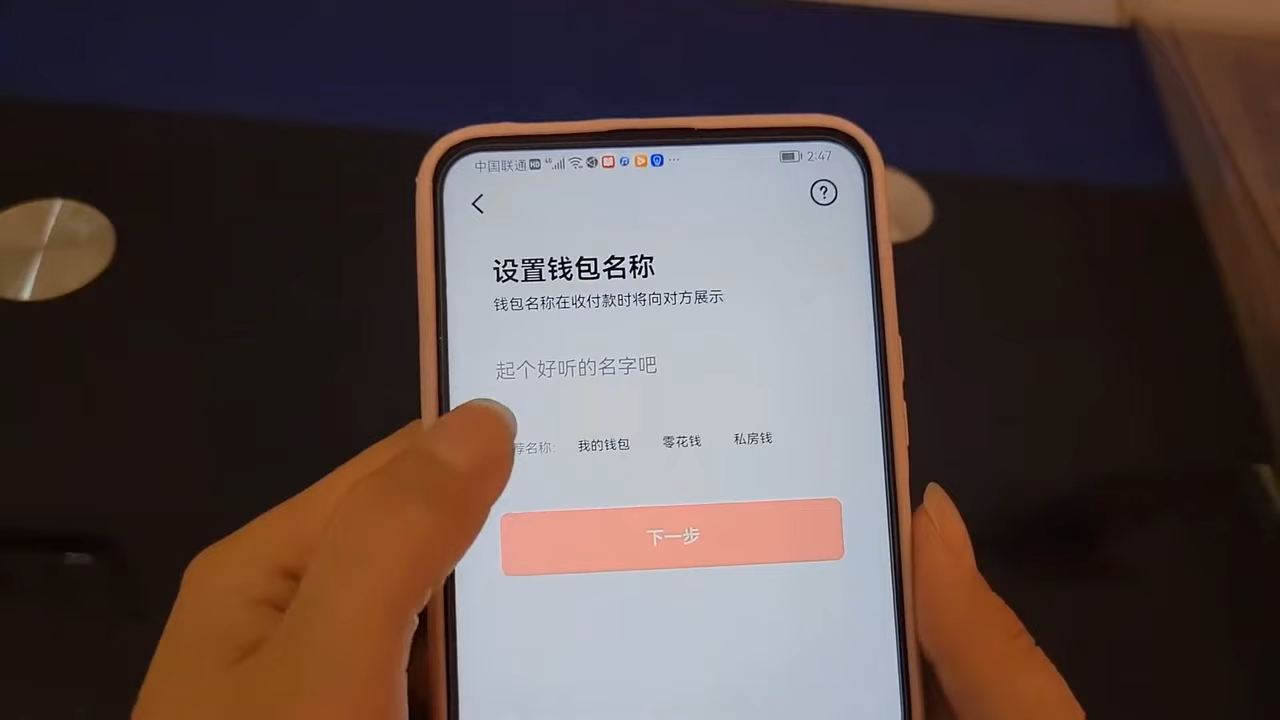 中国联通 HD 4G 2:47
?
设置钱包名称
钱包名称在收付款时将向对方展示
起个好听的名字吧
荐名称: 我的钱包 零花钱 私房钱
下一步